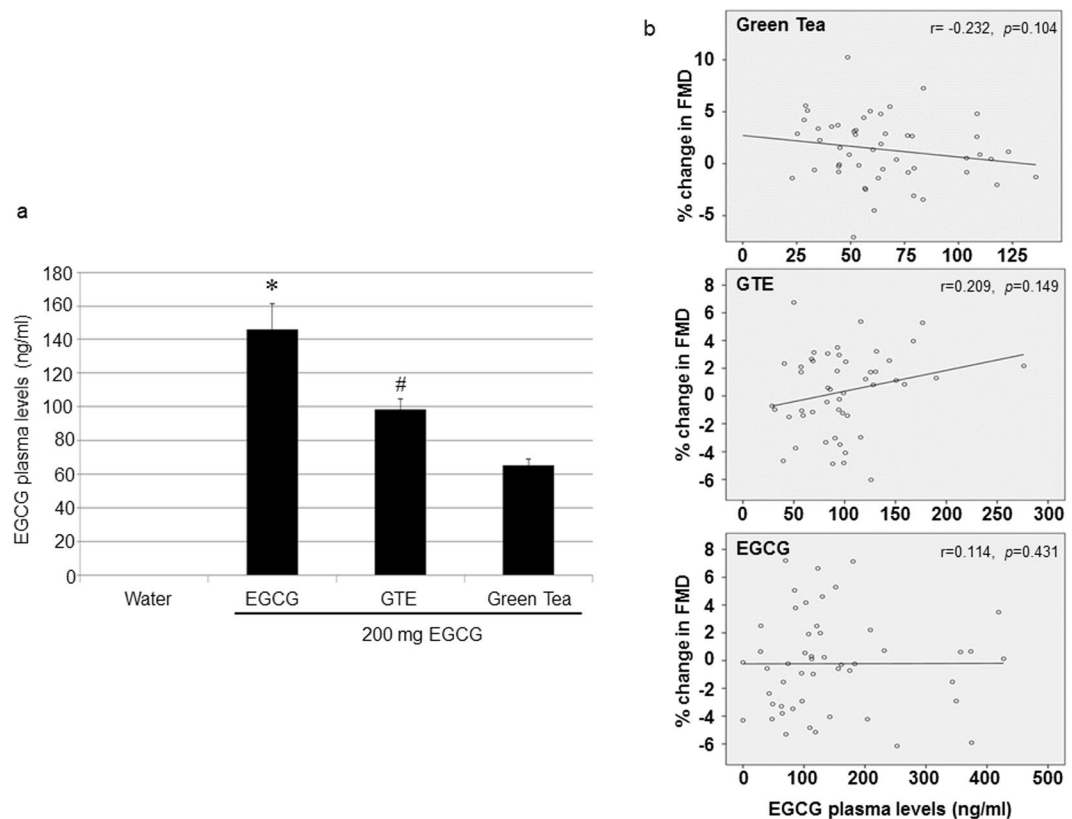 a
EGCG plasma levels (ng/ml)
180
160
140
120
100
80
60
40
20
0
*
#
Water EGCG GTE Green Tea
200 mg EGCG
b
Green Tea
r= -0.232, p=0.104
% change in FMD
10
5
0
-5
0 25 50 75 100 125
GTE
r=0.209, p=0.149
% change in FMD
8
6
4
2
0
-2
-4
-6
0 50 100 150 200 250 300
EGCG
r=0.114, p=0.431
% change in FMD
8
6
4
2
0
-2
-4
-6
0 100 200 300 400 500
EGCG plasma levels (ng/ml)